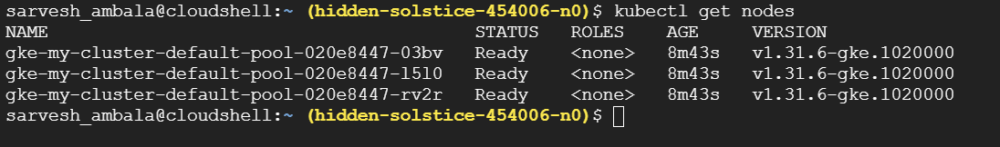 sarvesh_ambala@cloudshell:~ (hidden-solstice-454006-n0)$ kubectl get nodes
NAME STATUS ROLES AGE VERSION
gke-my-cluster-default-pool-020e8447-03bv Ready <none> 8m43s v1.31.6-gke.1020000
gke-my-cluster-default-pool-020e8447-l5l0 Ready <none> 8m43s v1.31.6-gke.1020000
gke-my-cluster-default-pool-020e8447-rv2r Ready <none> 8m43s v1.31.6-gke.1020000
sarvesh_ambala@cloudshell:~ (hidden-solstice-454006-n0)$